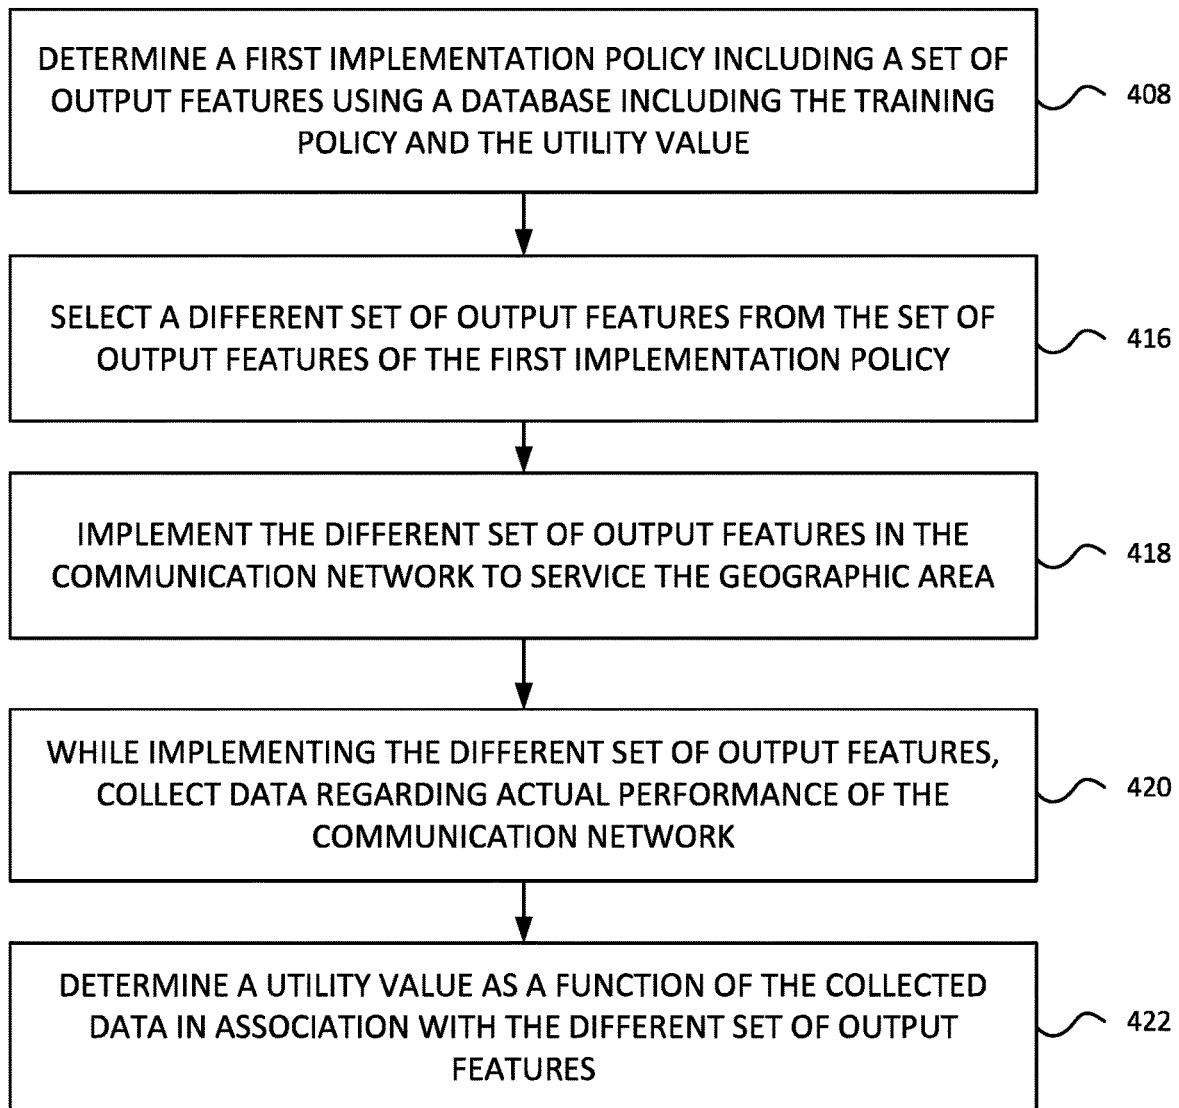 DETERMINE A FIRST IMPLEMENTATION POLICY INCLUDING A SET OF
OUTPUT FEATURES USING A DATABASE INCLUDING THE TRAINING
POLICY AND THE UTILITY VALUE
408
SELECT A DIFFERENT SET OF OUTPUT FEATURES FROM THE SET OF
OUTPUT FEATURES OF THE FIRST IMPLEMENTATION POLICY
416
IMPLEMENT THE DIFFERENT SET OF OUTPUT FEATURES IN THE
COMMUNICATION NETWORK TO SERVICE THE GEOGRAPHIC AREA
418
WHILE IMPLEMENTING THE DIFFERENT SET OF OUTPUT FEATURES,
COLLECT DATA REGARDING ACTUAL PERFORMANCE OF THE
COMMUNICATION NETWORK
420
DETERMINE A UTILITY VALUE AS A FUNCTION OF THE COLLECTED
DATA IN ASSOCIATION WITH THE DIFFERENT SET OF OUTPUT
FEATURES
422